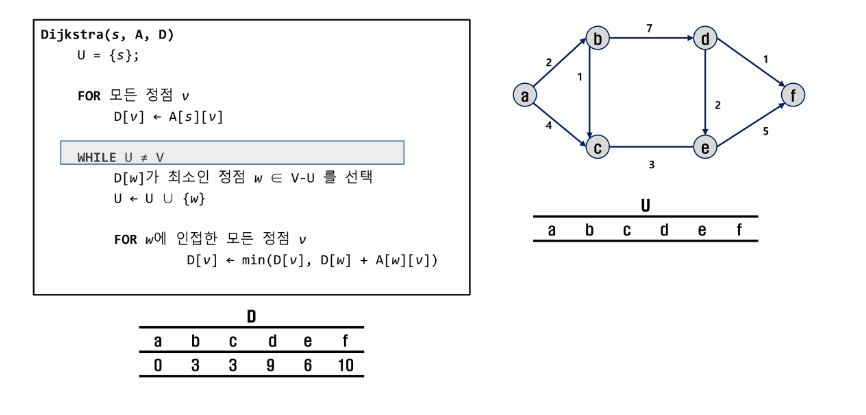 Dijkstra(s, A, D)
U = {s};
FOR 모든 정점 v
D[v] ← A[s][v]
WHILE U ≠ V
D[w]가 최소인 정점 w ∈ V-U 를 선택
U ← U ∪ {w}
FOR w에 인접한 모든 정점 v
D[v] ← min(D[v], D[w] + A[w][v])
b 7 d
2 1 1
a 2 f
4 5
c e
3
U
a b c d e f
D
a b c d e f
0 3 3 9 6 10